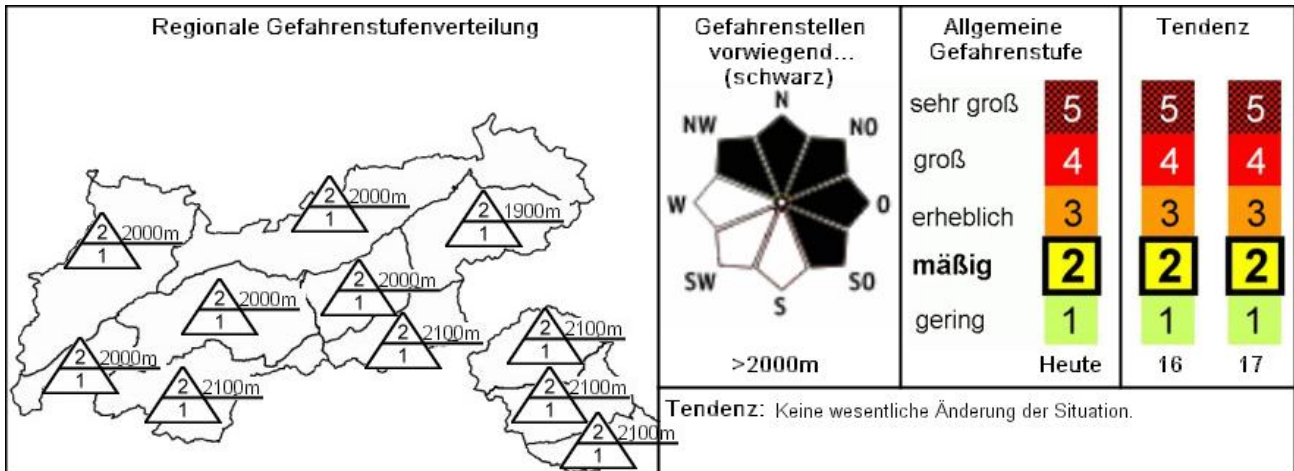 Regionale Gefahrenstufenverteilung
2
2000m
1
2
1900m
1
2
2000m
1
2
2000m
1
2
2000m
1
2
2100m
1
2
2100m
1
2
2000m
1
2
2100m
1
2
2100m
1
2
2100m
1
Gefahrenstellen
vorwiegend...
(schwarz)
N
NW
NO
W
O
SW
SO
S
>2000m
Allgemeine
Gefahrenstufe
sehr groß
5
groß
4
erheblich
3
mäßig
2
gering
1
Heute
Tendenz
5 5
4 4
3 3
2 2
1 1
16 17
Tendenz: Keine wesentliche Änderung der Situation.